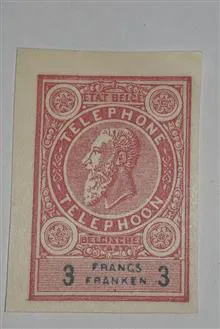 ETAT BELGE
TELEPHONE
TELEPHOON
BELGISCHE
STAAT
3 FRANCS 3
FRANKEN